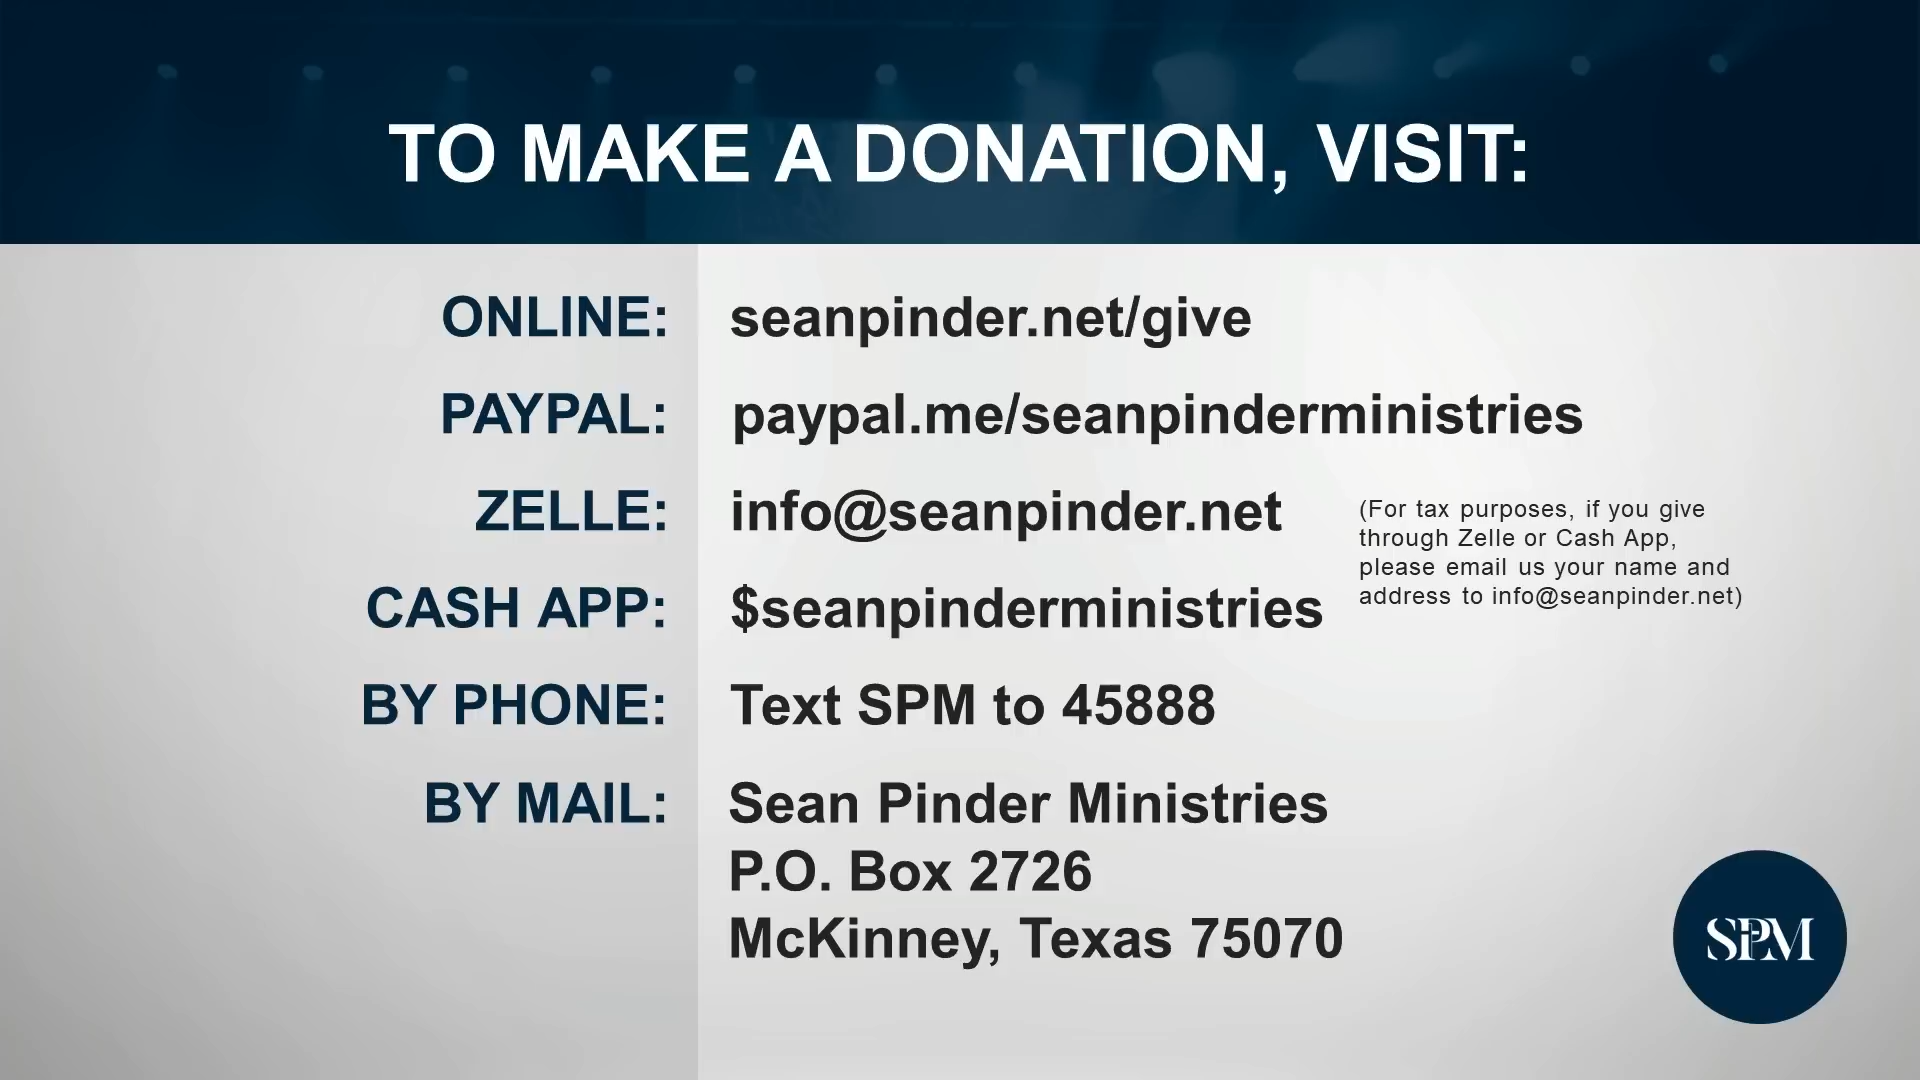 TO MAKE A DONATION, VISIT:
ONLINE: seanpinder.net/give
PAYPAL: paypal.me/seanpinderministries
ZELLE: info@seanpinder.net
(For tax purposes, if you give
through Zelle or Cash App,
please email us your name and
address to info@seanpinder.net)
CASH APP: $seanpinderministries
BY PHONE: Text SPM to 45888
BY MAIL: Sean Pinder Ministries
P.O. Box 2726
McKinney, Texas 75070
SPM